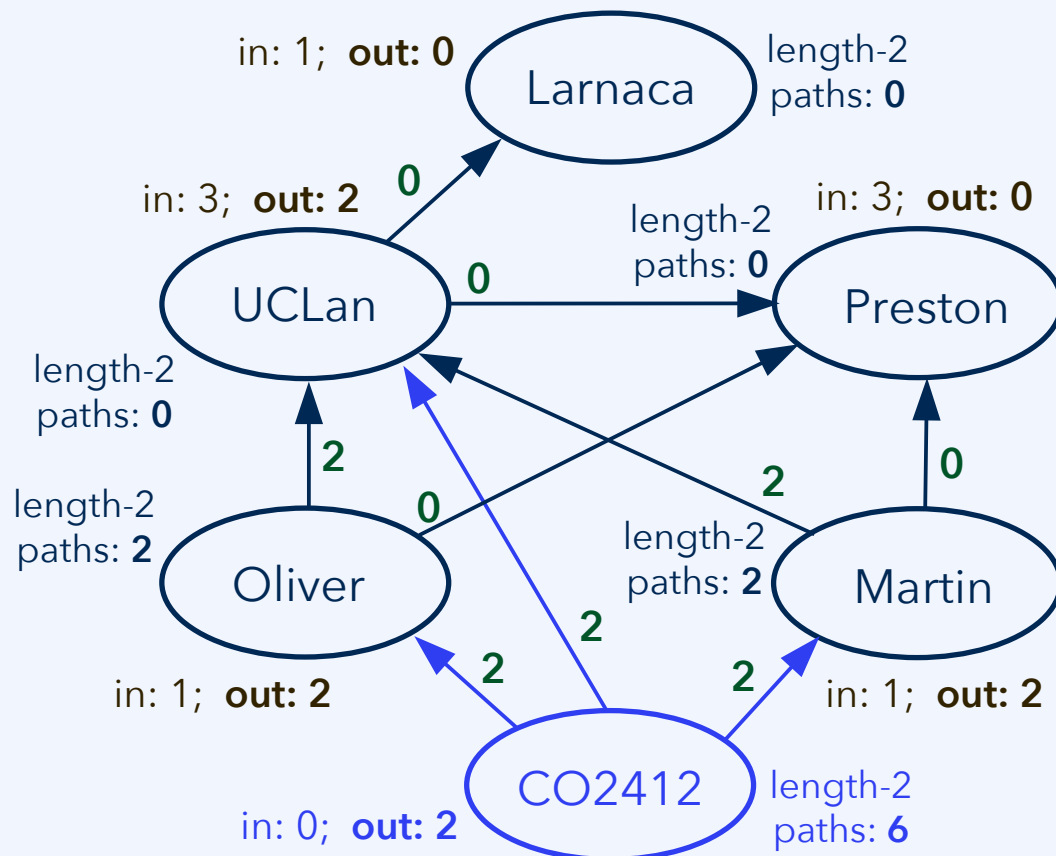 in: 1; out: 0
Larnaca
length-2
paths: 0
0
in: 3; out: 2
UCLan
length-2
paths: 0
0
length-2
paths: 0
in: 3; out: 0
Preston
2
0
2
0
length-2
paths: 2
Oliver
in: 1; out: 2
length-2
paths: 2
Martin
in: 1; out: 2
2
2
2
CO2412
in: 0; out: 2
length-2
paths: 6